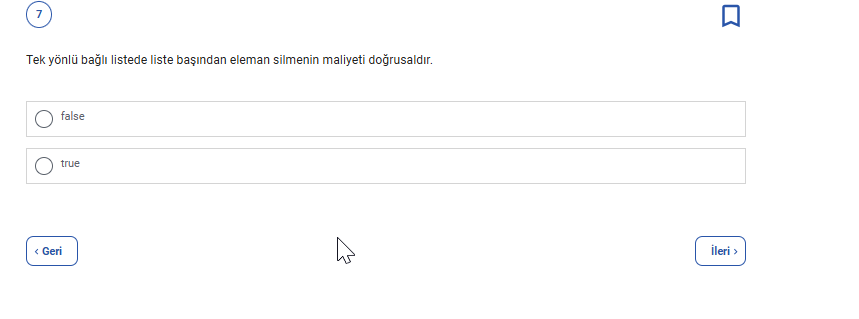 7
Tek yönlü bağlı listede liste başından eleman silmenin maliyeti doğrusaldır.
false
true
‹ Geri
İleri ›